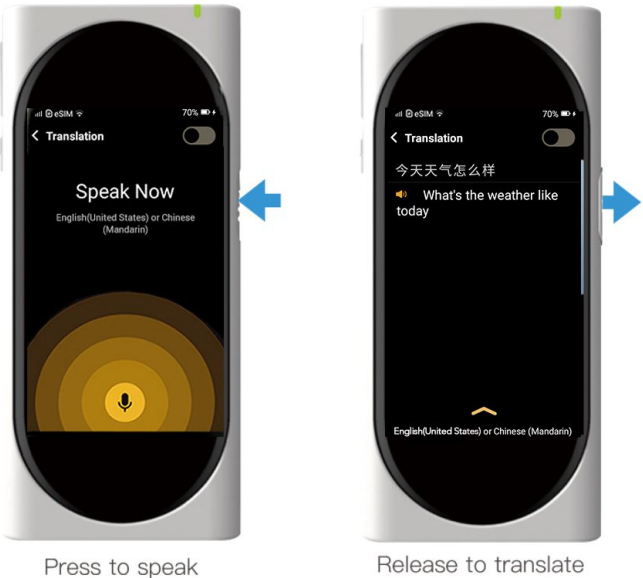 eSIM
70%
Translation
Speak Now
English(United States) or Chinese
(Mandarin)
Press to speak
eSIM
70%
Translation
今天天气怎么样
What's the weather like
today
English(United States) or Chinese (Mandarin)
Release to translate